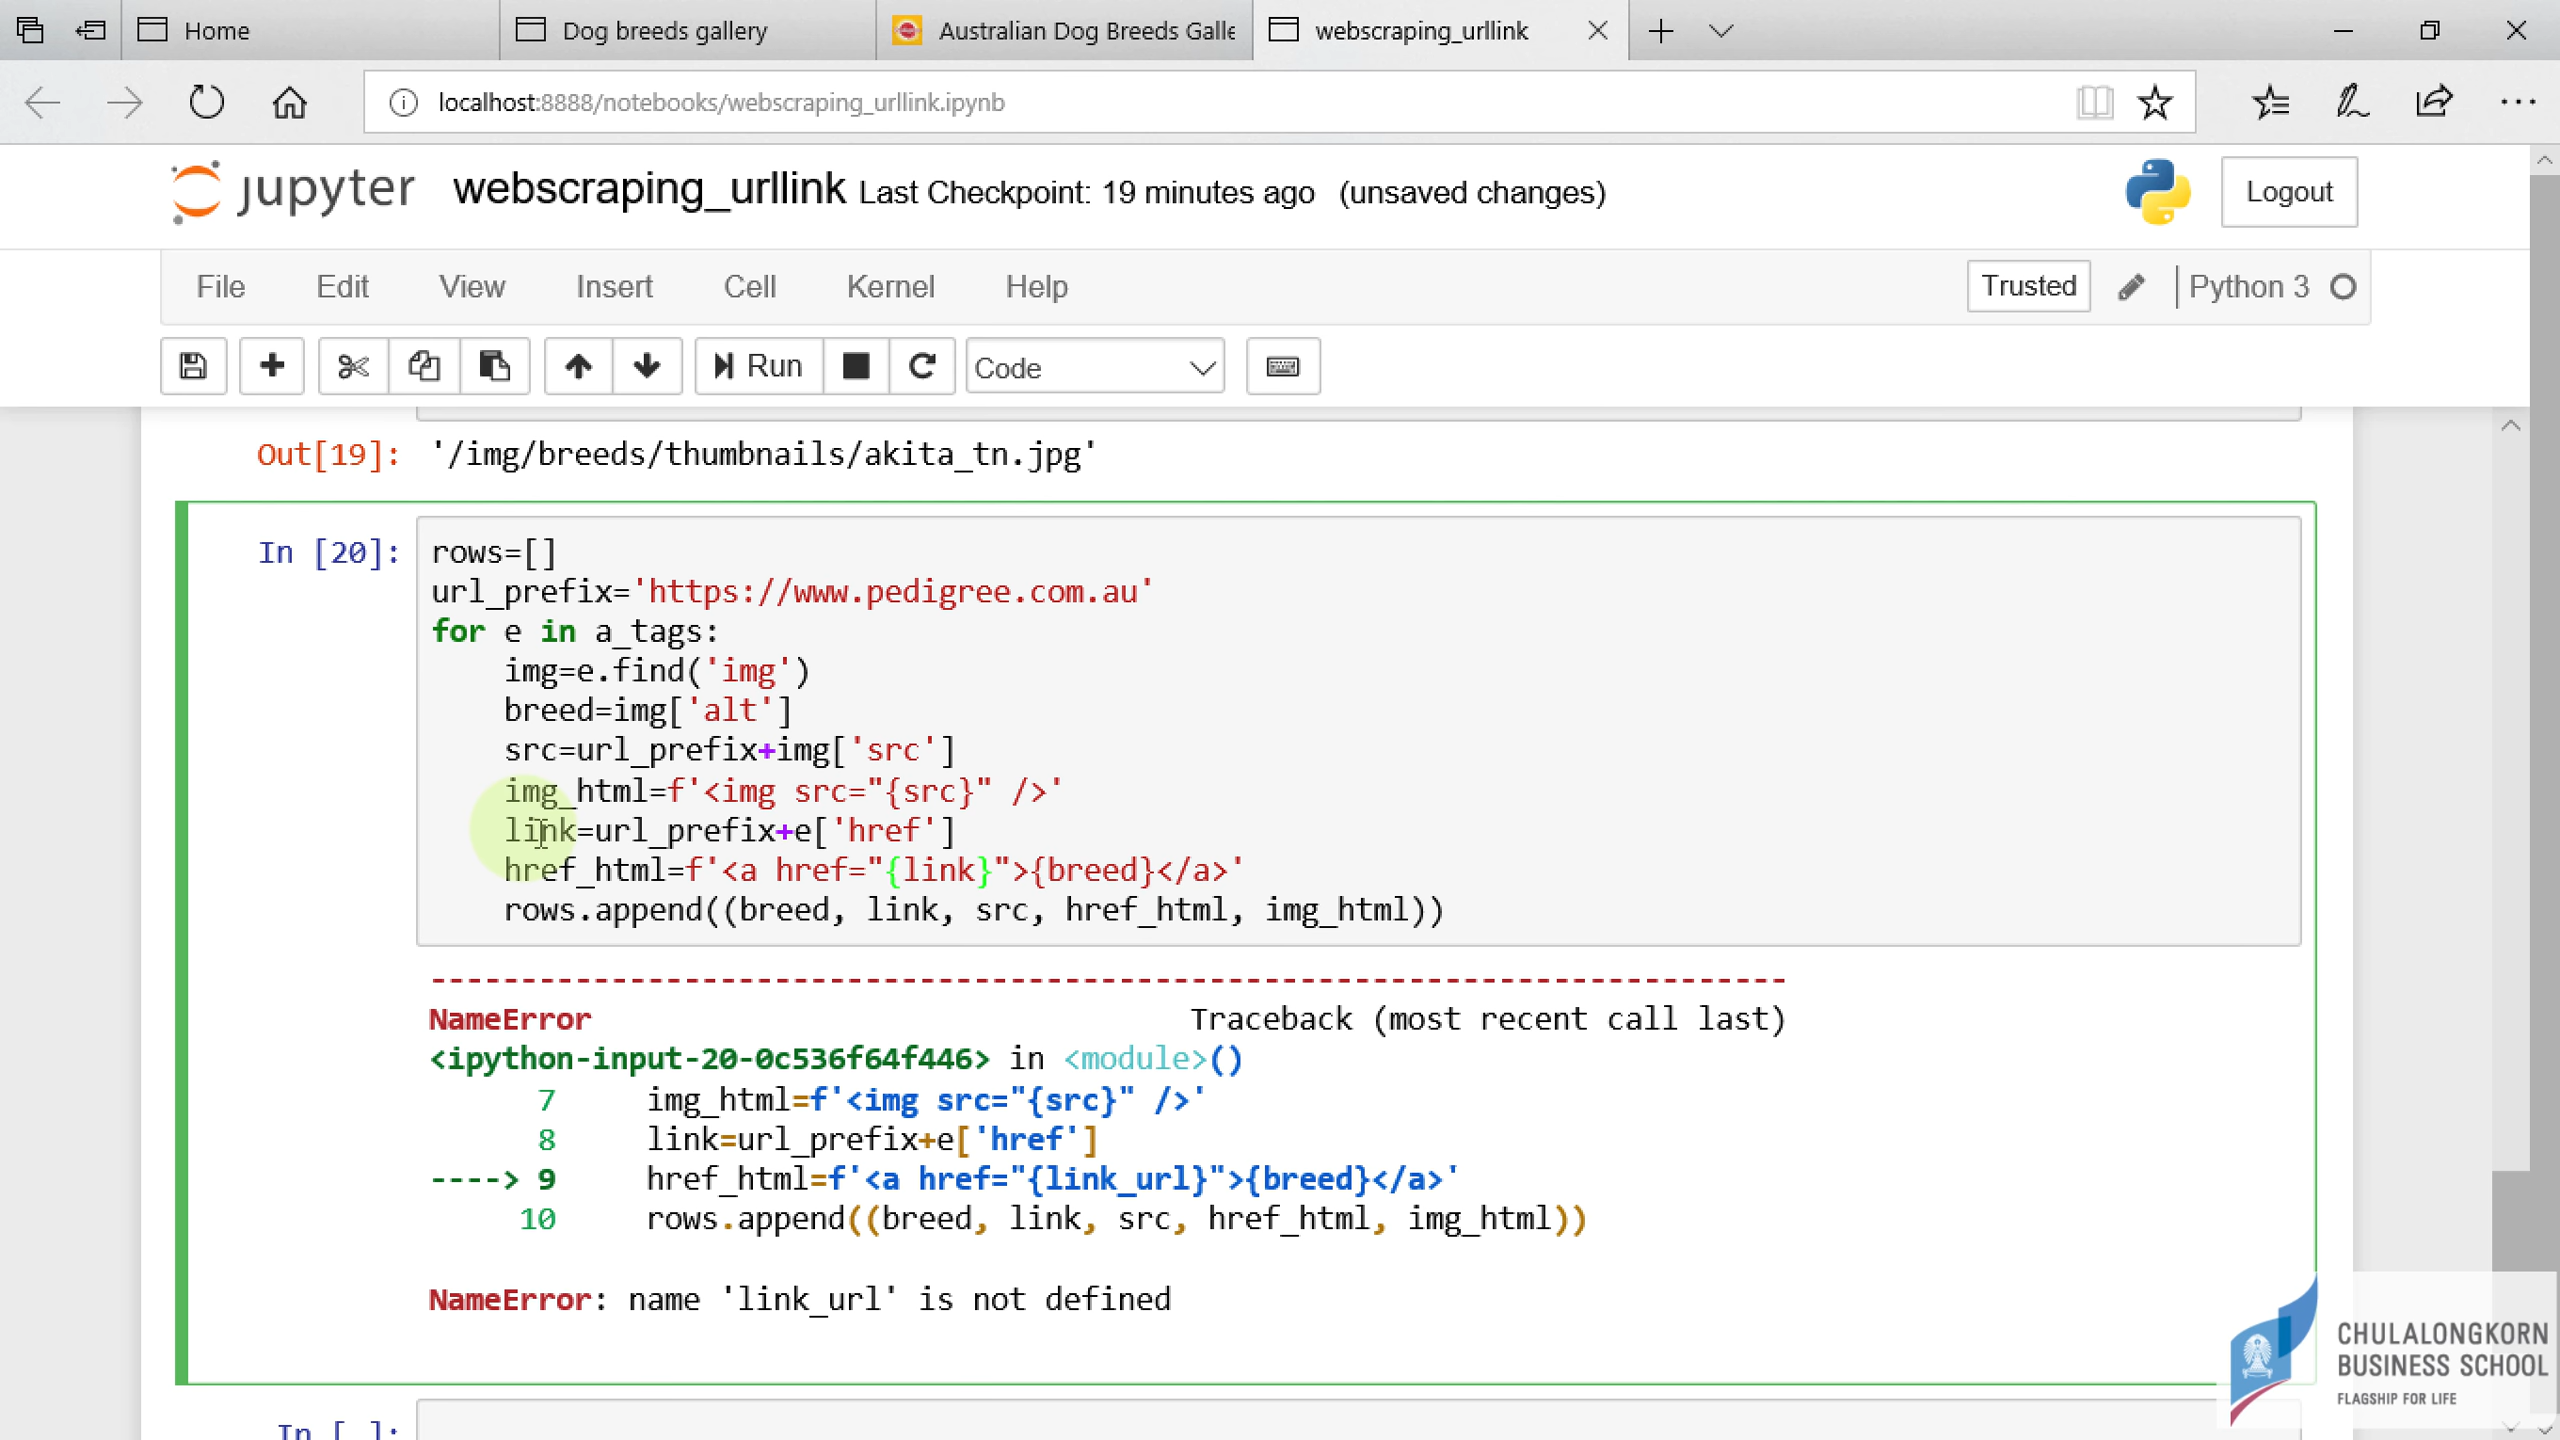 Home
Dog breeds gallery
Australian Dog Breeds Galle
webscraping_urllink
localhost:8888/notebooks/webscraping_urllink.ipynb
jupyter webscraping_urllink Last Checkpoint: 19 minutes ago (unsaved changes)
Logout
File Edit View Insert Cell Kernel Help
Trusted Python 3
Run Code
Out[19]: '/img/breeds/thumbnails/akita_tn.jpg'
In [20]: rows=[]
url_prefix='https://www.pedigree.com.au'
for e in a_tags:
    img=e.find('img')
    breed=img['alt']
    src=url_prefix+img['src']
    img_html=f'<img src="{src}" />'
    link=url_prefix+e['href']
    href_html=f'<a href="{link}">{breed}</a>'
    rows.append((breed, link, src, href_html, img_html))
---------------------------------------------------------------------------
NameError Traceback (most recent call last)
<ipython-input-20-0c536f64f446> in <module>()
7     img_html=f'<img src="{src}" />'
8     link=url_prefix+e['href']
----> 9     href_html=f'<a href="{link_url}">{breed}</a>'
10     rows.append((breed, link, src, href_html, img_html))
NameError: name 'link_url' is not defined
In [ ]:
CHULALONGKORN
BUSINESS SCHOOL
FLAGSHIP FOR LIFE